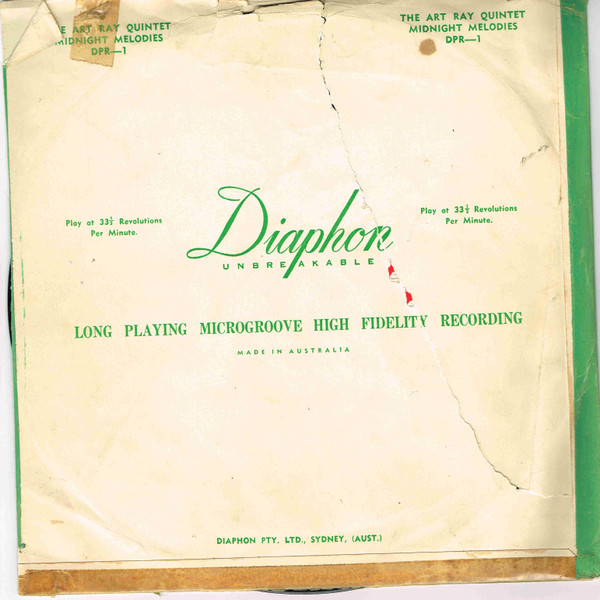 THE ART RAY QUINTET
MIDNIGHT MELODIES
DPR—1
THE ART RAY QUINTET
MIDNIGHT MELODIES
DPR—1
Play at 33⅓ Revolutions
Per Minute.
Play at 33⅓ Revolutions
Per Minute.
Diaphon
UNBREAKABLE
LONG PLAYING MICROGROOVE HIGH FIDELITY RECORDING
MADE IN AUSTRALIA
DIAPHON PTY. LTD., SYDNEY, (AUST.)